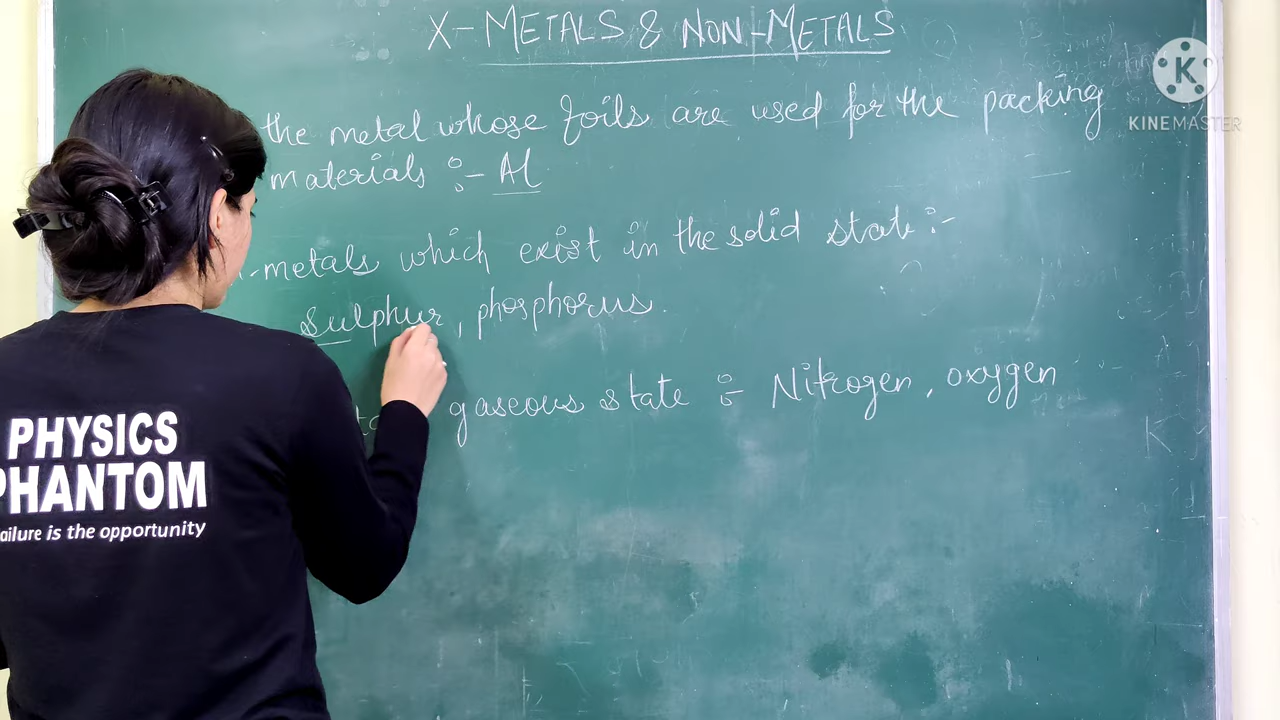 X-METALS & NON-METALS
the metal whose foils are used for the packing
materials :- Al
-metals which exist in the solid state :-
Sulphur, phosphorus.
gaseous state :- Nitrogen, oxygen
K
PHYSICS
PHANTOM
ailure is the opportunity
K
KINEMASTER